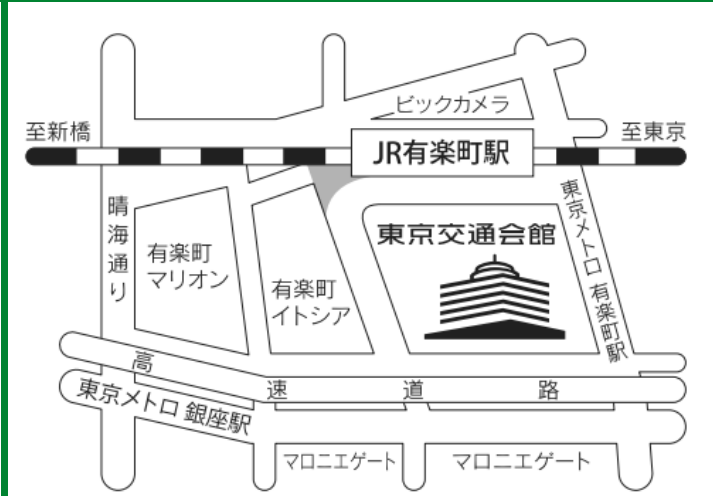 ビックカメラ
至新橋
JR有楽町駅
至東京
晴海通り
有楽町
マリオン
有楽町
イトシア
東京交通会館
東京メトロ 有楽町駅
高速道路
東京メトロ 銀座駅
マロニエゲート
マロニエゲート